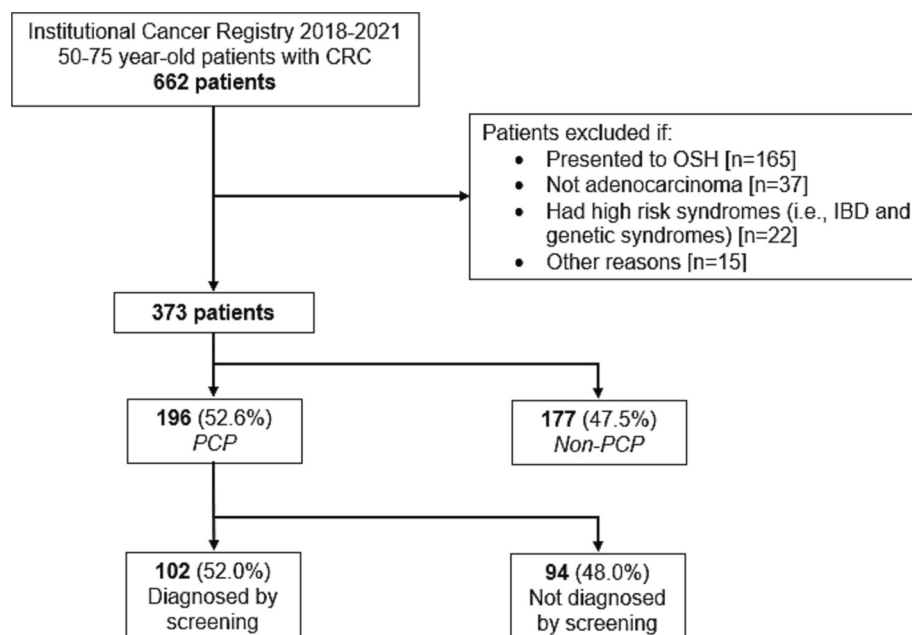 Institutional Cancer Registry 2018-2021
50-75 year-old patients with CRC
662 patients
Patients excluded if:
• Presented to OSH [n=165]
• Not adenocarcinoma [n=37]
• Had high risk syndromes (i.e., IBD and
genetic syndromes) [n=22]
• Other reasons [n=15]
373 patients
196 (52.6%)
PCP
177 (47.5%)
Non-PCP
102 (52.0%)
Diagnosed by
screening
94 (48.0%)
Not diagnosed
by screening